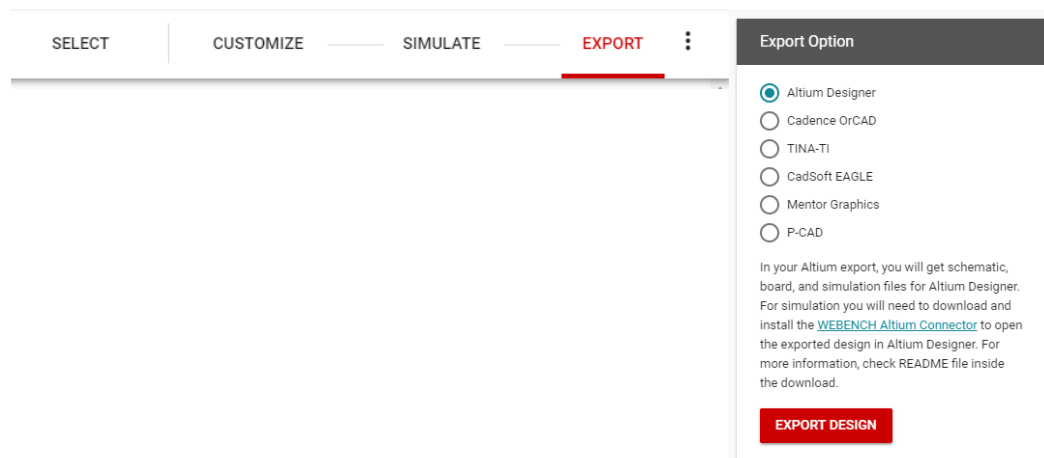 SELECT
CUSTOMIZE
SIMULATE
EXPORT
Export Option
Altium Designer
Cadence OrCAD
TINA-TI
CadSoft EAGLE
Mentor Graphics
P-CAD
In your Altium export, you will get schematic,
board, and simulation files for Altium Designer.
For simulation you will need to download and
install the WEBENCH Altium Connector to open
the exported design in Altium Designer. For
more information, check README file inside
the download.
EXPORT DESIGN